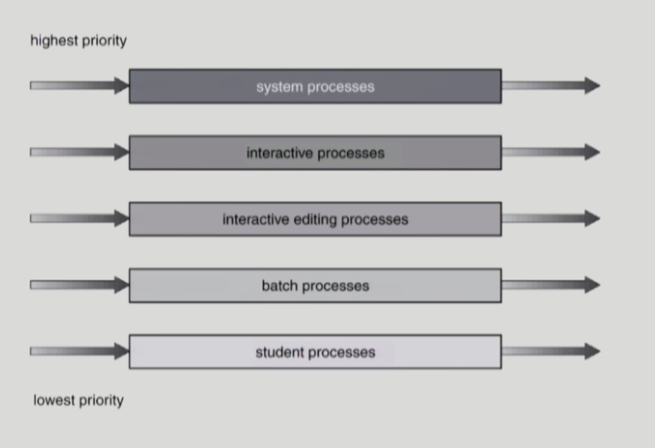 highest priority
system processes
interactive processes
interactive editing processes
batch processes
student processes
lowest priority